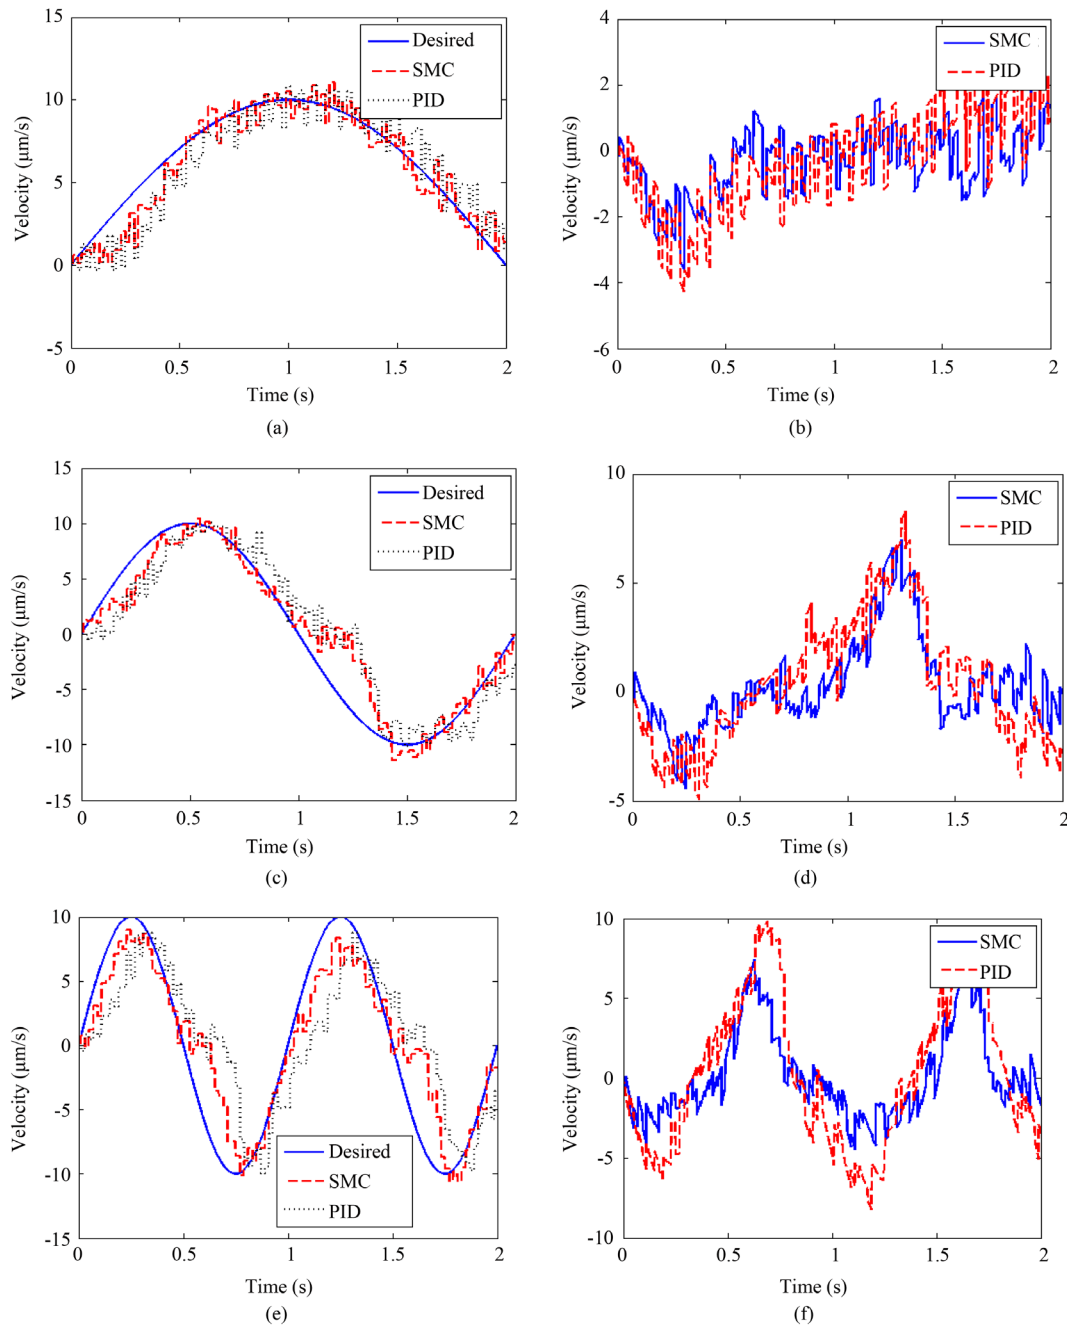 15
10
5
0
-5
Velocity (μm/s)
Desired
SMC
PID
0
0.5
1
1.5
2
Time (s)
(a)
4
2
0
-2
-4
-6
Velocity (μm/s)
SMC
PID
0
0.5
1
1.5
2
Time (s)
(b)
15
10
5
0
-5
-10
15
Velocity (μm/s)
Desired
SMC
PID
0
0.5
1
1.5
2
Time (s)
(c)
10
5
0
-5
Velocity (μm/s)
SMC
PID
0
0.5
1
1.5
2
Time (s)
(d)
10
5
0
-5
-10
-15
Velocity (μm/s)
Desired
SMC
PID
0
0.5
1
1.5
2
Time (s)
(e)
10
5
0
-5
-10
Velocity (μm/s)
SMC
PID
0
0.5
1
1.5
2
Time (s)
(f)